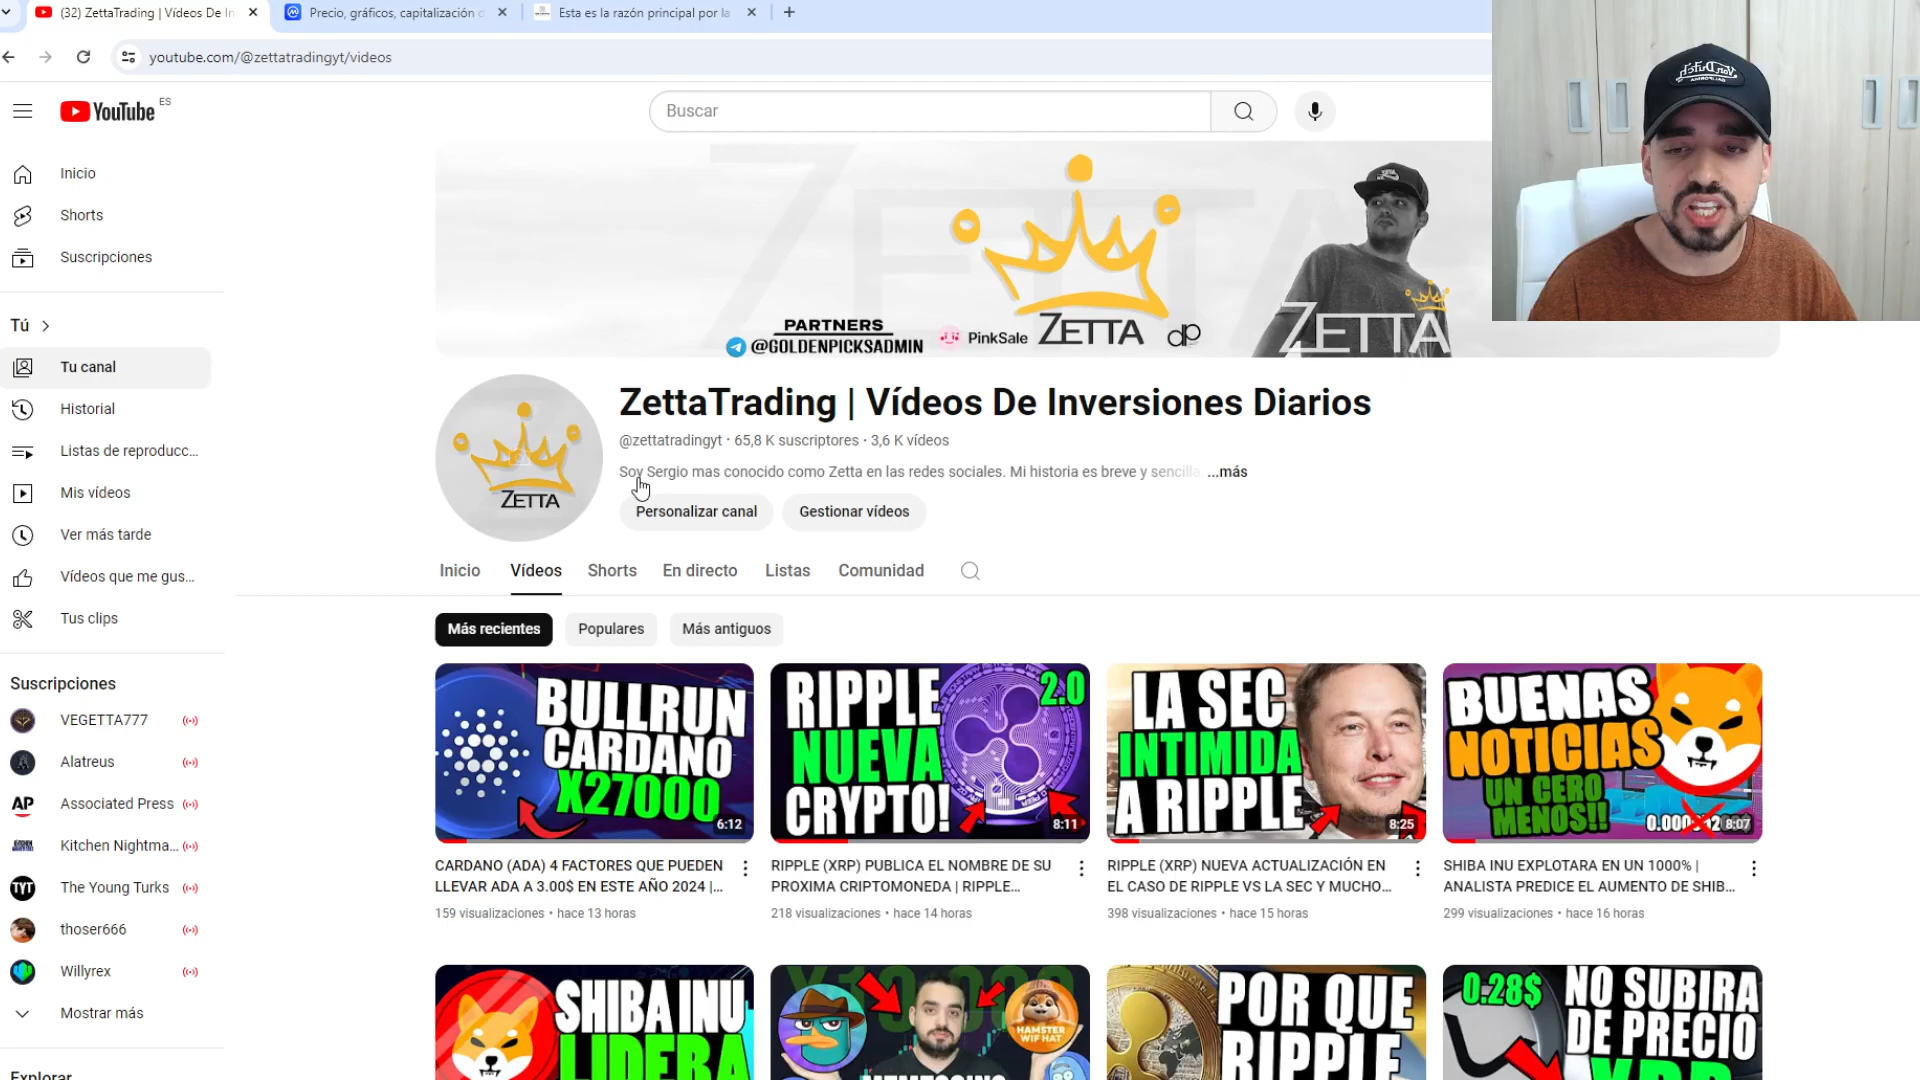 (32) ZettaTrading | Vídeos De In
Precio, gráficos, capitalización d
Esta es la razón principal por la
youtube.com/@zettatradingyt/videos
YouTube
ES
Buscar
Inicio
Shorts
Suscripciones
Tú
Tu canal
Historial
Listas de reproducc...
Mis vídeos
Ver más tarde
Vídeos que me gus...
Tus clips
Suscripciones
VEGETTA777
Alatreus
Associated Press
Kitchen Nightma...
The Young Turks
thoser666
Willyrex
Mostrar más
Explorar
ZETTA
PARTNERS
@GOLDENPICKSADMIN
PinkSale
ZETTA
dp
ZETTA
Von Dutch
ZETTA
ZettaTrading | Vídeos De Inversiones Diarios
@zettatradingyt · 65,8 K suscriptores · 3,6 K vídeos
Soy Sergio mas conocido como Zetta en las redes sociales. Mi historia es breve y sencilla. ...más
Personalizar canal
Gestionar vídeos
Inicio
Vídeos
Shorts
En directo
Listas
Comunidad
Más recientes
Populares
Más antiguos
BULLRUN
CARDANO
X27000
6:12
RIPPLE
NUEVA
CRYPTO!
2.0
8:11
LA SEC
INTIMIDA
A RIPPLE
8:25
BUENAS
NOTICIAS
UN CERO
MENOS!!
8:07
CARDANO (ADA) 4 FACTORES QUE PUEDEN
LLEVAR ADA A 3.00$ EN ESTE AÑO 2024 |...
159 visualizaciones · hace 13 horas
RIPPLE (XRP) PUBLICA EL NOMBRE DE SU
PROXIMA CRIPTOMONEDA | RIPPLE...
218 visualizaciones · hace 14 horas
RIPPLE (XRP) NUEVA ACTUALIZACIÓN EN
EL CASO DE RIPPLE VS LA SEC Y MUCHO...
398 visualizaciones · hace 15 horas
SHIBA INU EXPLOTARA EN UN 1000% |
ANALISTA PREDICE EL AUMENTO DE SHIB...
299 visualizaciones · hace 16 horas
SHIBA INU
LIDERA
HAMSTER
WIF HAT
POR QUE
RIPPLE
0.28$
NO SUBIRA
DE PRECIO
XRP